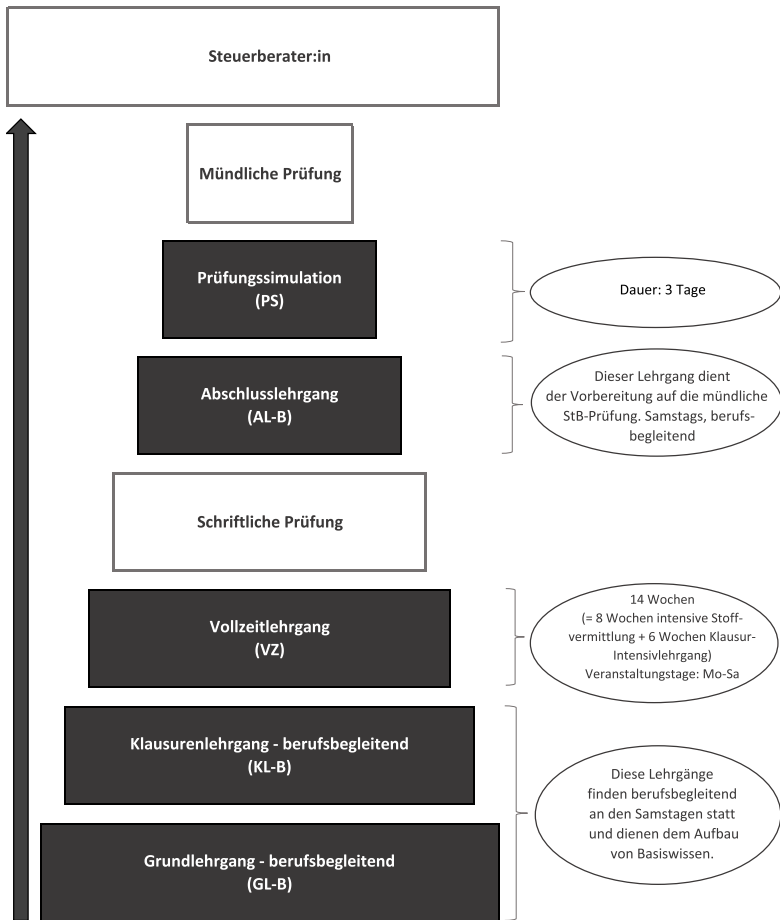 Steuerberater:in
Mündliche Prüfung
Prüfungssimulation
(PS)
Dauer: 3 Tage
Abschlusslehrgang
(AL-B)
Dieser Lehrgang dient
der Vorbereitung auf die mündliche
StB-Prüfung. Samstags, berufs-
begleitend
Schriftliche Prüfung
Vollzeitlehrgang
(VZ)
14 Wochen
(= 8 Wochen intensive Stoff-
vermittlung + 6 Wochen Klausur-
Intensivlehrgang)
Veranstaltungstage: Mo-Sa
Klausurenlehrgang - berufsbegleitend
(KL-B)
Grundlehrgang - berufsbegleitend
(GL-B)
Diese Lehrgänge
finden berufsbegleitend
an den Samstagen statt
und dienen dem Aufbau
von Basiswissen.